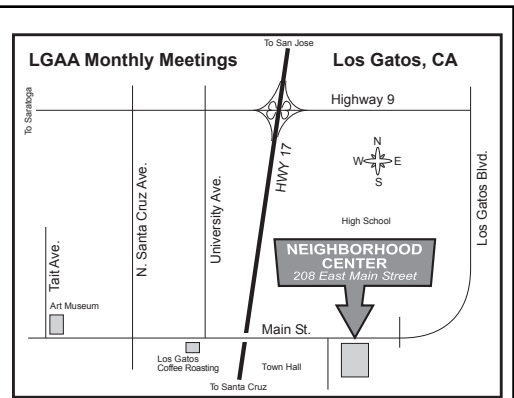 To San Jose
LGAA Monthly Meetings
Los Gatos, CA
To Saratoga
Highway 9
N. Santa Cruz Ave.
University Ave.
HWY 17
N
W E
S
Los Gatos Blvd.
High School
Tait Ave.
NEIGHBORHOOD
CENTER
208 East Main Street
Art Museum
Main St.
Los Gatos
Coffee Roasting
Town Hall
To Santa Cruz